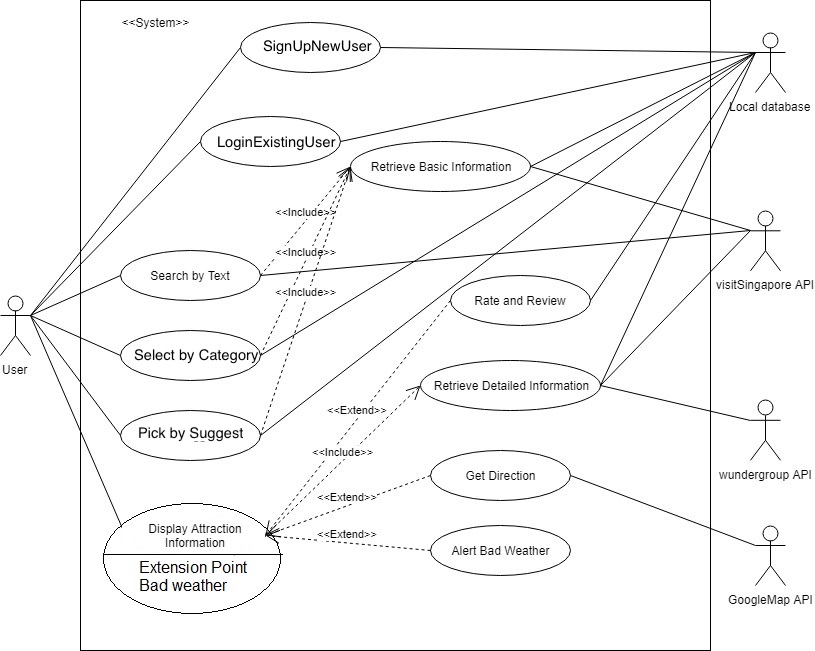 <<System>>
SignUpNewUser
Local database
LoginExistingUser
Retrieve Basic Information
<<Include>>
<<Include>>
Search by Text
visitSingapore API
<<Include>>
Rate and Review
User
Select by Category
Retrieve Detailed Information
<<Extend>>
Pick by Suggest
<<Include>>
wundergroup API
Get Direction
<<Extend>>
Display Attraction
Information
<<Extend>>
Alert Bad Weather
Extension Point
Bad weather
GoogleMap API